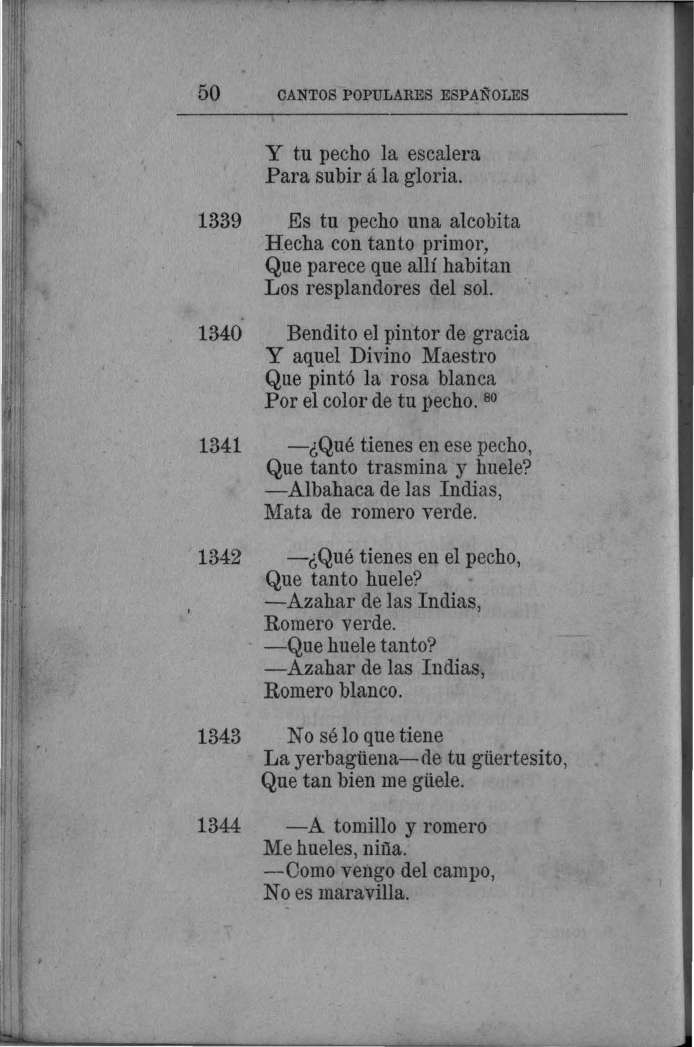 50 CANTOS POPULARES ESPAÑOLES
Y tu pecho la escalera
Para subir á la gloria.
1339 Es tu pecho una alcobita
Hecha con tanto primor,
Que parece que allí habitan
Los resplandores del sol.
1340 Bendito el pintor de gracia
Y aquel Divino Maestro
Que pintó la rosa blanca
Por el color de tu pecho. 80
1341 —¿Qué tienes en ese pecho,
Que tanto trasmina y huele?
—Albahaca de las Indias,
Mata de romero verde.
1342 —¿Qué tienes en el pecho,
Que tanto huele?
—Azahar de las Indias,
Romero verde.
—Que huele tanto?
—Azahar de las Indias,
Romero blanco.
1343 No sé lo que tiene
La yerbagüena—de tu güertesito,
Que tan bien me güele.
1344 —A tomillo y romero
Me hueles, niña.
—Como vengo del campo,
No es maravilla.